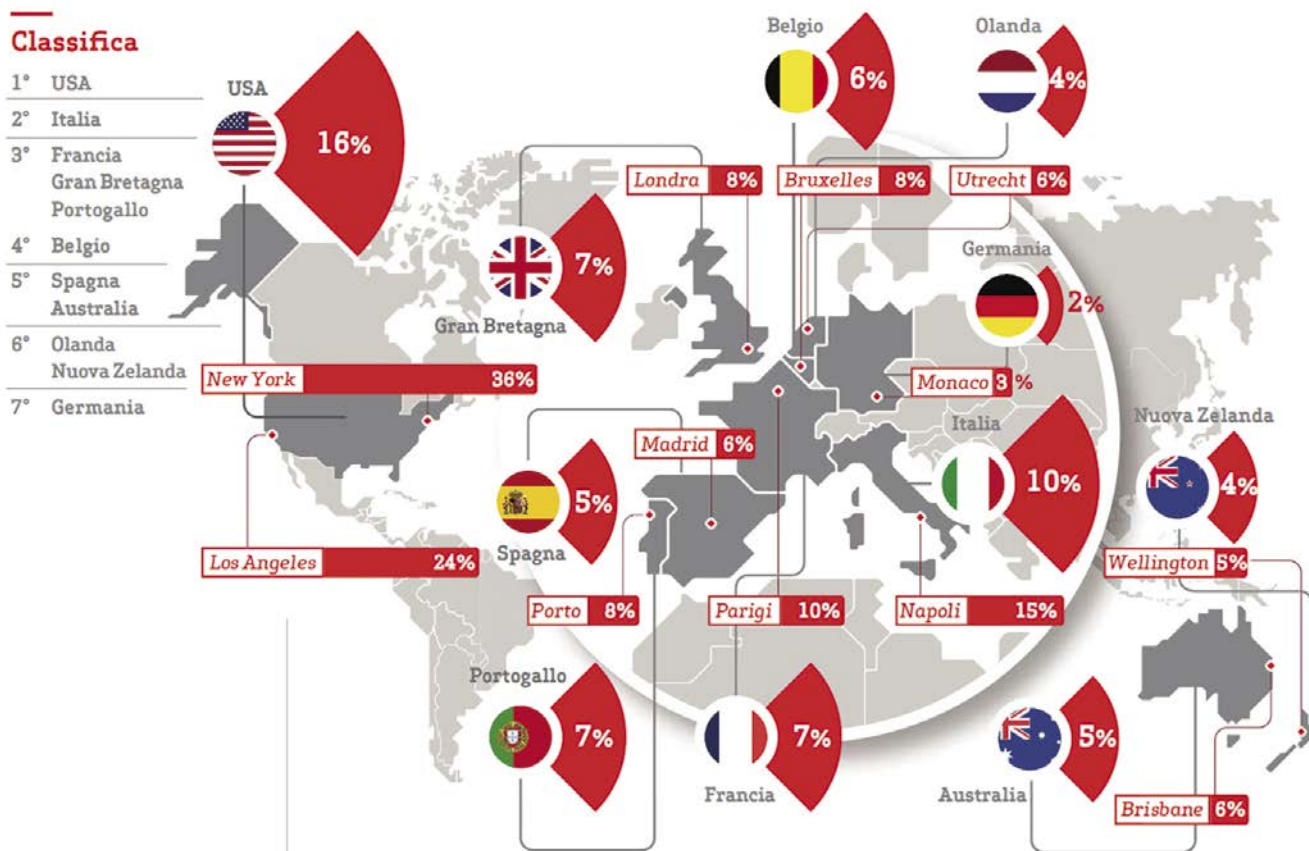 Classifica
1° USA
2° Italia
3° Francia
Gran Bretagna
Portogallo
4° Belgio
5° Spagna
Australia
6° Olanda
Nuova Zelanda
7° Germania
USA
16%
Belgio
6%
Olanda
4%
Londra 8%
Bruxelles 8%
Utrecht 6%
Gran Bretagna
7%
Germania
2%
New York 36%
Monaco 3 %
Madrid 6%
Italia
10%
Nuova Zelanda
4%
Spagna
5%
Los Angeles 24%
Wellington 5%
Porto 8%
Parigi 10%
Napoli 15%
Portogallo
7%
Francia
7%
Australia
5%
Brisbane 6%